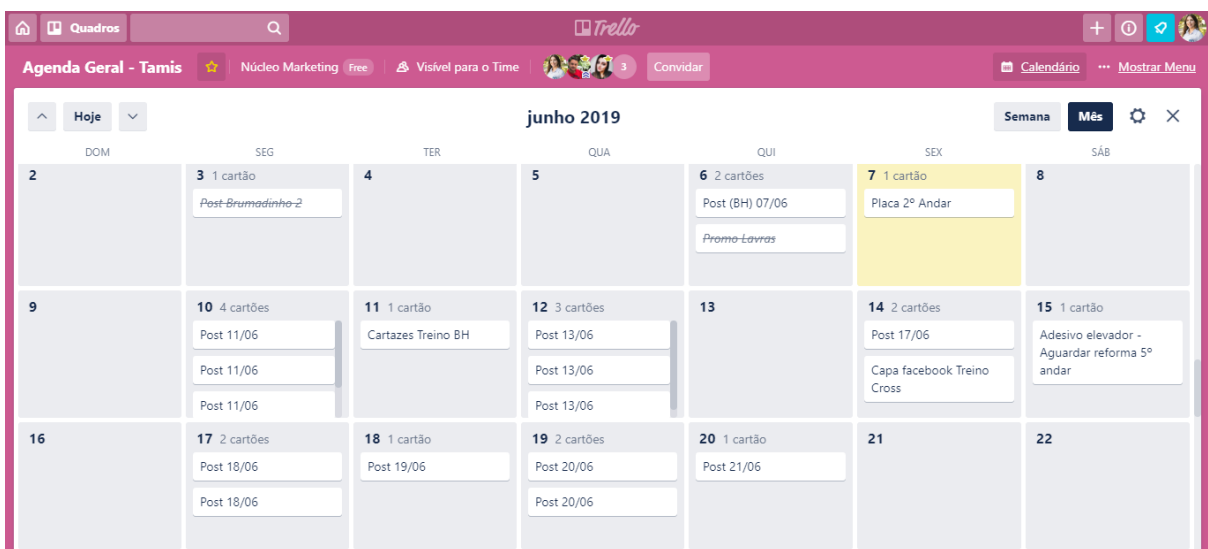 Quadros
Trello
Agenda Geral - Tamis Núcleo Marketing Free Visível para o Time 3 Convidar Calendário ... Mostrar Menu
Hoje junho 2019 Semana Mês
DOM SEG TER QUA QUI SEX SÁB
2
3 1 cartão
Post Brumadinho 2
4
5
6 2 cartões
Post (BH) 07/06
Promo Lavras
7 1 cartão
Placa 2º Andar
8
9
10 4 cartões
Post 11/06
Post 11/06
Post 11/06
11 1 cartão
Cartazes Treino BH
12 3 cartões
Post 13/06
Post 13/06
Post 13/06
13
14 2 cartões
Post 17/06
Capa facebook Treino
Cross
15 1 cartão
Adesivo elevador -
Aguardar reforma 5º
andar
16
17 2 cartões
Post 18/06
Post 18/06
18 1 cartão
Post 19/06
19 2 cartões
Post 20/06
Post 20/06
20 1 cartão
Post 21/06
21
22